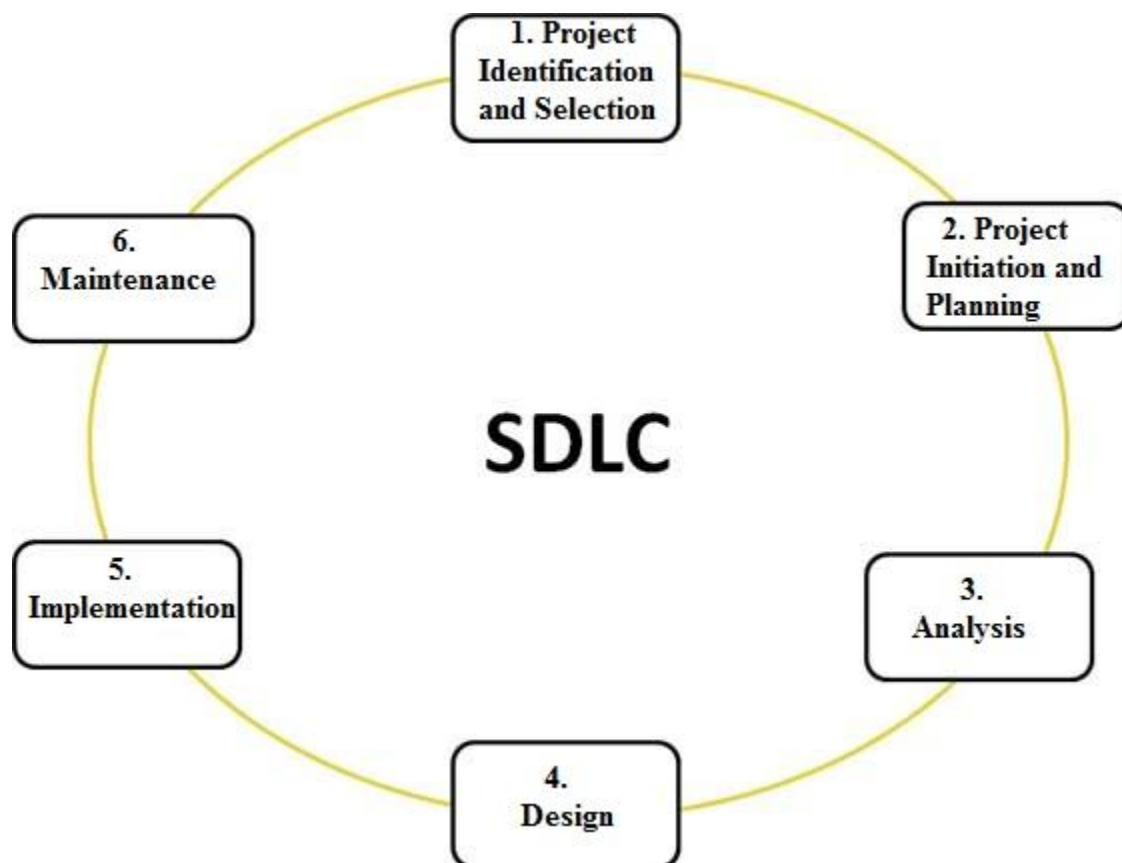 1. Project
Identification
and Selection
2. Project
Initiation and
Planning
3.
Analysis
4.
Design
5.
Implementation
6.
Maintenance
SDLC